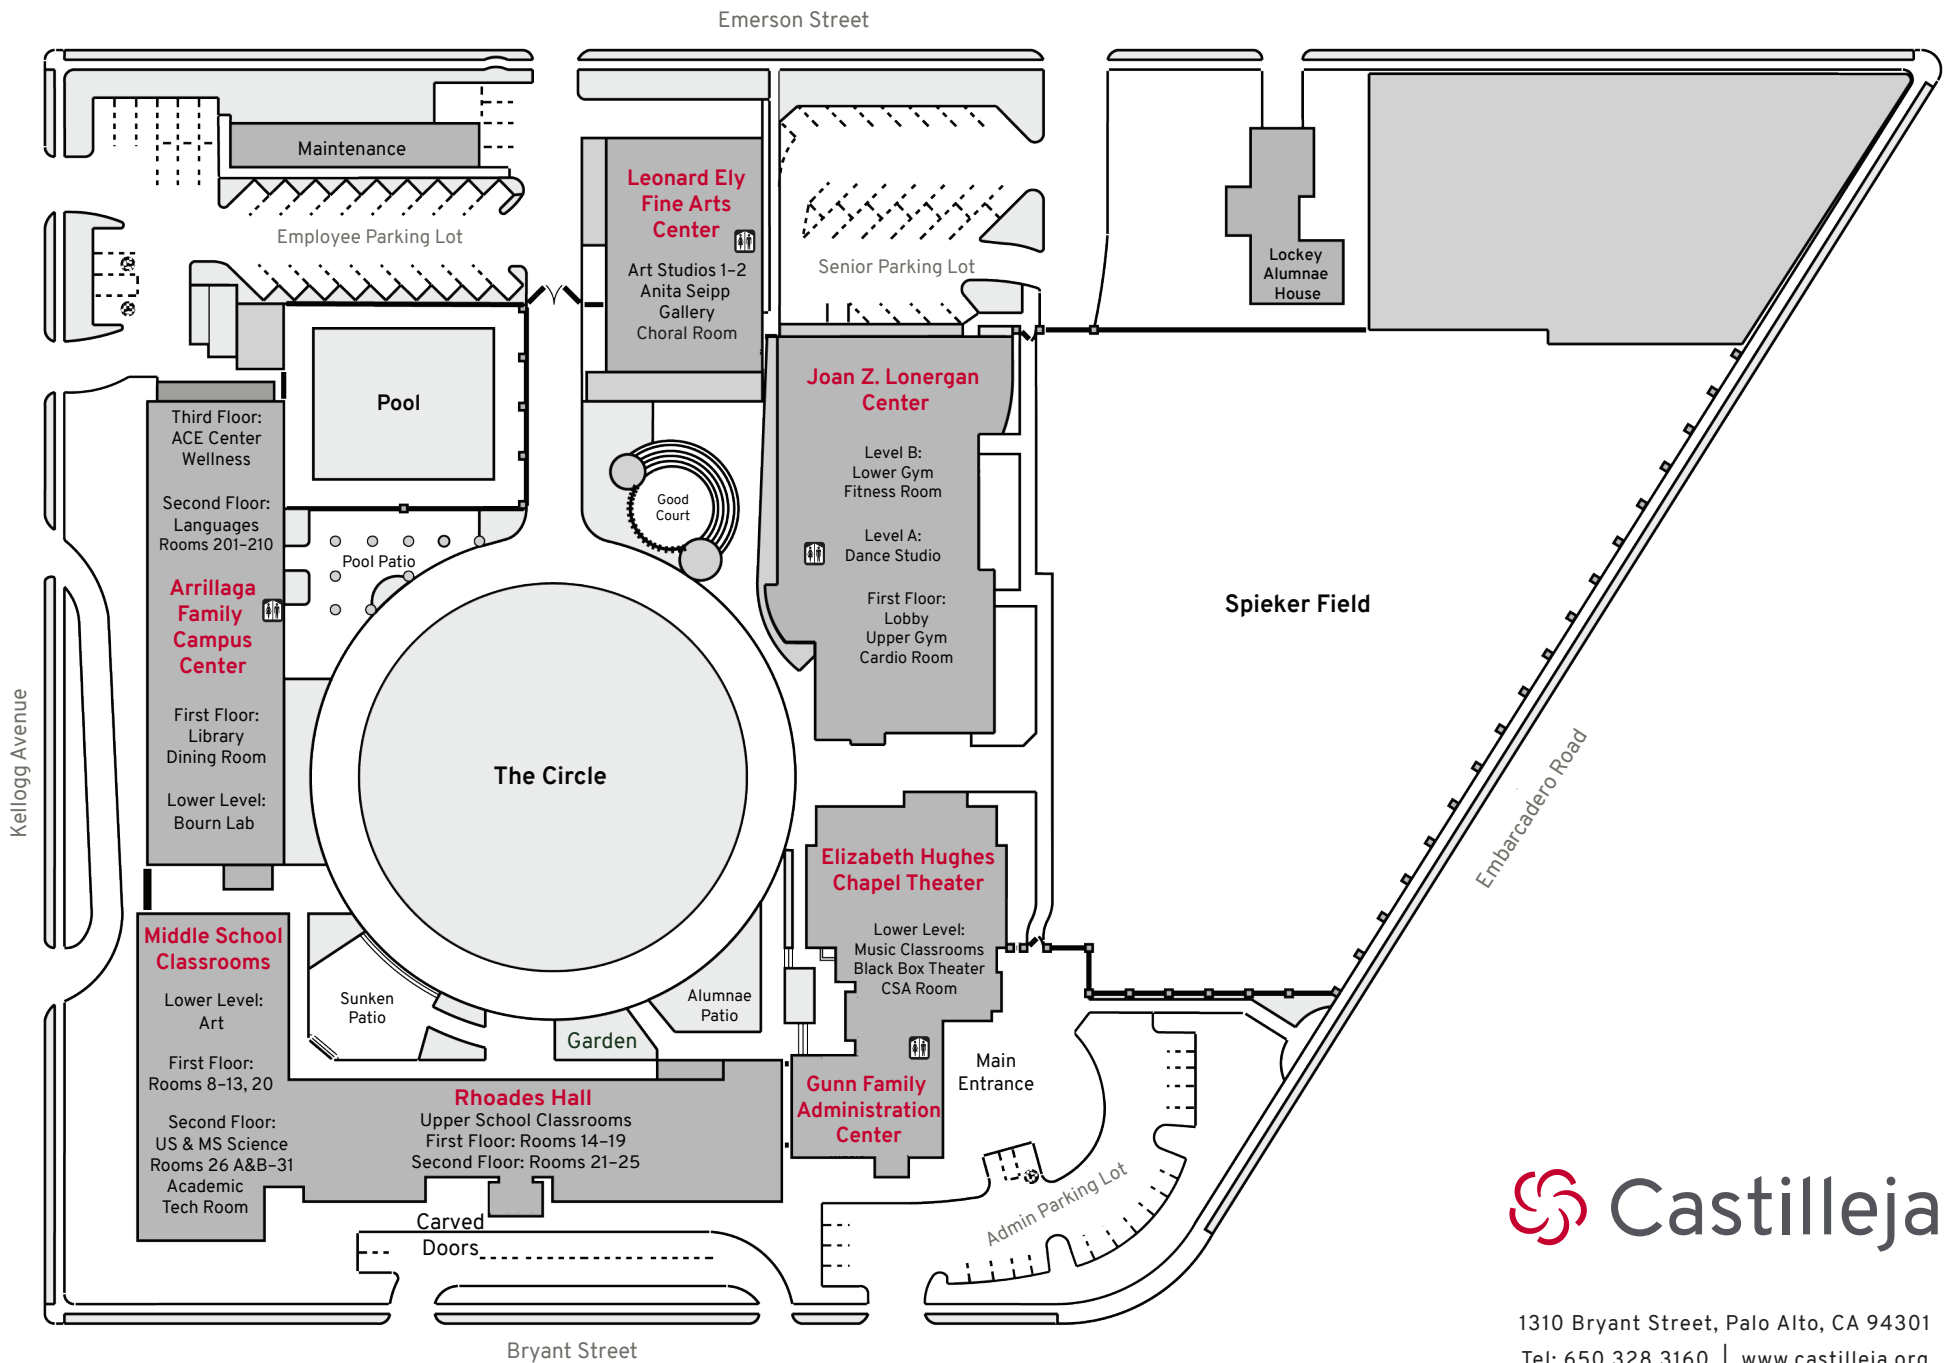 Emerson Street
Maintenance
Employee Parking Lot
Leonard Ely
Fine Arts
Center
Art Studios 1–2
Anita Seipp
Gallery
Choral Room
Senior Parking Lot
Lockey
Alumnae
House
Joan Z. Lonergan
Center
Level B:
Lower Gym
Fitness Room
Level A:
Dance Studio
First Floor:
Lobby
Upper Gym
Cardio Room
Pool
Good
Court
Pool Patio
Third Floor:
ACE Center
Wellness
Second Floor:
Languages
Rooms 201–210
Arrillaga
Family
Campus
Center
First Floor:
Library
Dining Room
Lower Level:
Bourn Lab
Kellogg Avenue
The Circle
Spieker Field
Embarcadero Road
Elizabeth Hughes
Chapel Theater
Lower Level:
Music Classrooms
Black Box Theater
CSA Room
Middle School
Classrooms
Lower Level:
Art
First Floor:
Rooms 8–13, 20
Second Floor:
US & MS Science
Rooms 26 A&B–31
Academic
Tech Room
Sunken
Patio
Garden
Alumnae
Patio
Rhoades Hall
Upper School Classrooms
First Floor: Rooms 14–19
Second Floor: Rooms 21–25
Gunn Family
Administration
Center
Main
Entrance
Admin Parking Lot
Carved
Doors
Bryant Street
Castilleja
1310 Bryant Street, Palo Alto, CA 94301
Tel: 650.328.3160 | www.castilleja.org